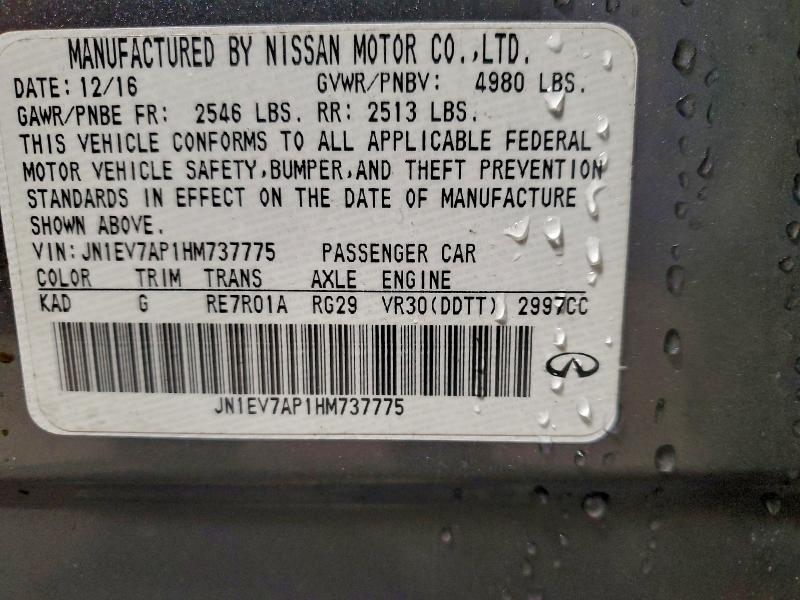 MANUFACTURED BY NISSAN MOTOR CO.,LTD.
DATE: 12/16 GVWR/PNBV: 4980 LBS.
GAWR/PNBE FR: 2546 LBS. RR: 2513 LBS.
THIS VEHICLE CONFORMS TO ALL APPLICABLE FEDERAL
MOTOR VEHICLE SAFETY,BUMPER,AND THEFT PREVENTION
STANDARDS IN EFFECT ON THE DATE OF MANUFACTURE
SHOWN ABOVE.
VIN:JN1EV7AP1HM737775 PASSENGER CAR
COLOR TRIM TRANS AXLE ENGINE
KAD G RE7R01A RG29 VR30(DDTT) 2997CC
JN1EV7AP1HM737775